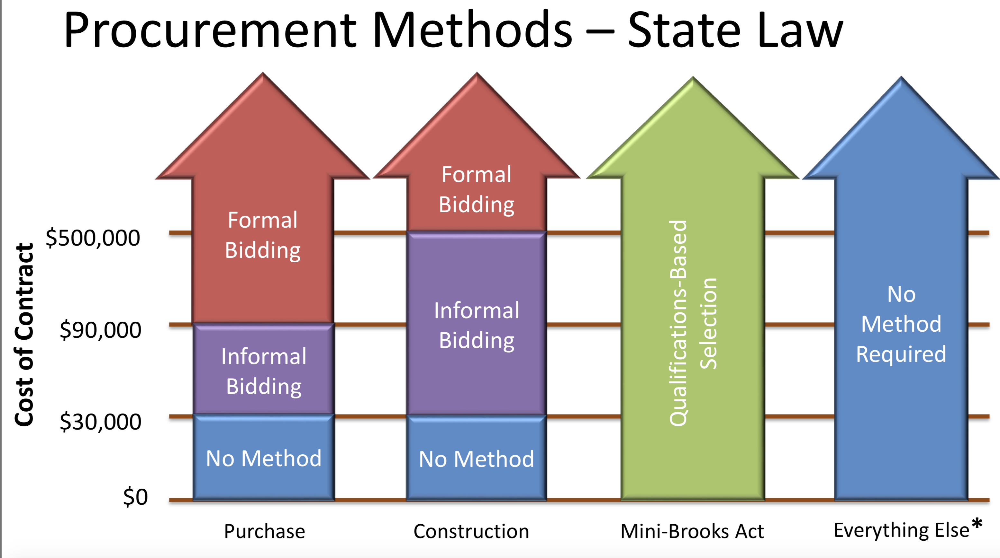 Procurement Methods – State Law
Cost of Contract
$500,000
$90,000
$30,000
$0
Formal
Bidding
Informal
Bidding
No Method
Formal
Bidding
Informal
Bidding
No Method
Qualifications-Based
Selection
No
Method
Required
Purchase
Construction
Mini-Brooks Act
Everything Else*